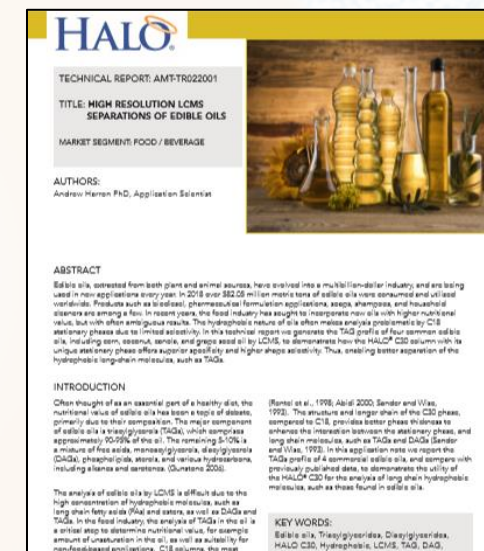 HALO®
TECHNICAL REPORT: AMT-TR022001
TITLE: HIGH RESOLUTION LCMS
SEPARATIONS OF EDIBLE OILS
MARKET SEGMENT: FOOD / BEVERAGE
AUTHORS:
Andrew Harron PhD, Application Scientist
ABSTRACT
Edible oils, extracted from both plant and animal sources, have evolved into a multibillion-dollar industry, and are being
used in new applications every year. In 2018 over 382.05 million metric tons of edible oils were consumed and utilized
worldwide. Products such as biodiesel, pharmaceutical formulation applications, soaps, shampoos, and household
cleaners are among a few. In recent years, the food industry has sought to incorporate new oils with higher nutritional
value, but with often ambiguous results. The hydrophobic nature of oils often makes analysis problematic by C18
stationary phases due to limited selectivity. In this technical report we generate the TAG profile of four common edible
oils, including corn, coconut, canola, and grape seed oil by LCMS, to demonstrate how the HALO® C30 column with its
unique stationary phase offers superior specificity and higher shape selectivity. Thus, enabling better separation of the
hydrophobic long-chain molecules, such as TAGs.
INTRODUCTION
Often thought of as an essential part of a healthy diet, the
nutritional value of edible oils has been a topic of debate,
primarily due to their composition. The major component
of edible oils is triacylglycerols (TAGs), which comprises
approximately 90-95% of the oil. The remaining 5-10% is
a mixture of free acids, monoacylglycerols, diacylglycerols
(DAGs), phospholipids, sterols, and various hydrocarbons,
including alkenes and carotenes. (Gunstone 2006).
The analysis of edible oils by LCMS is difficult due to the
high concentration of hydrophobic molecules, such as
long chain fatty acids (FAs) and esters, as well as DAGs and
TAGs. In the food industry, the analysis of TAGs in the oil is
a critical step to determine nutritional value, for example
amount of unsaturation in the oil, as well as suitability for
non-food-based applications. C18 columns, the most
(Rontel et al., 1998; Abidi 2000; Sander and Wise,
1993). The structure and longer chain of the C30 phase,
compared to C18, provides better phase thickness to
enhance the interaction between the stationary phase, and
long chain molecules, such as TAGs and DAGs (Sander
and Wise, 1993). In this application note we report the
TAGs profile of 4 commercial edible oils, and compare with
previously published data, to demonstrate the utility of
the HALO® C30 for the analysis of long chain hydrophobic
molecules, such as those found in edible oils.
KEY WORDS:
Edible oils, Triacylglycerides, Diacylglycerides,
HALO C30, Hydrophobic, LCMS, TAG, DAG,